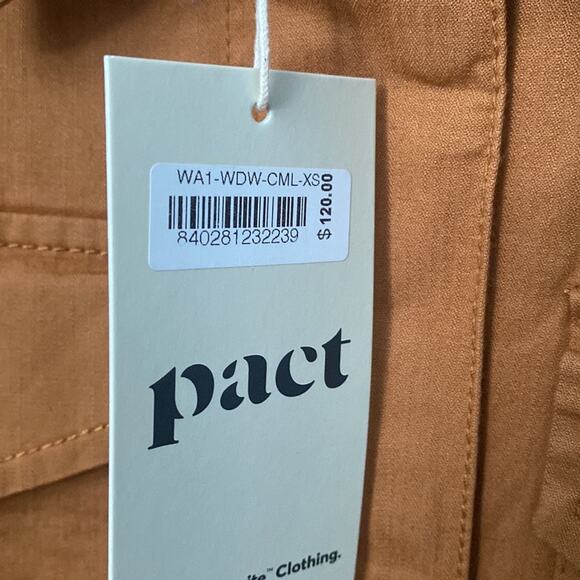 WA1-WDW-CML-XS
$ 120.00
840281232239
pact
Clothing.